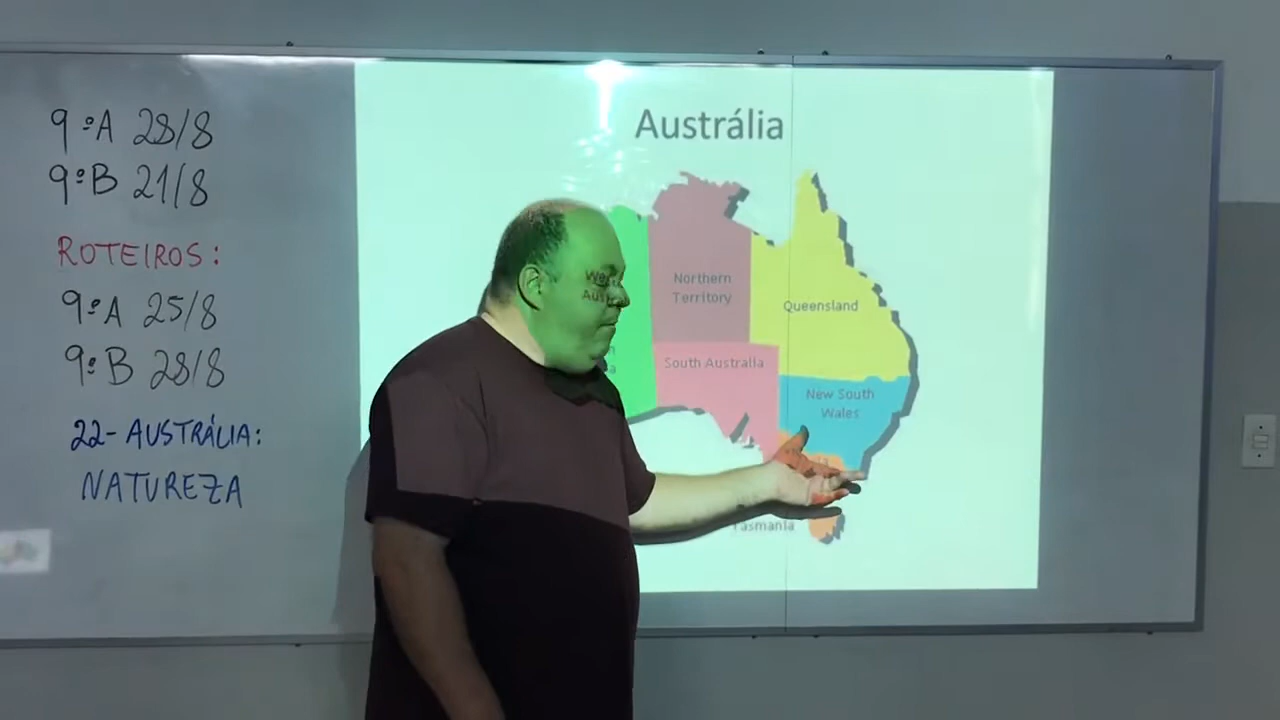 9ºA 28/8
9ºB 21/8
ROTEIROS:
9ºA 25/8
9ºB 28/8
22- AUSTRÁLIA:
NATUREZA
Austrália
Northern
Territory
Queensland
South Australia
New South
Wales
Tasmania